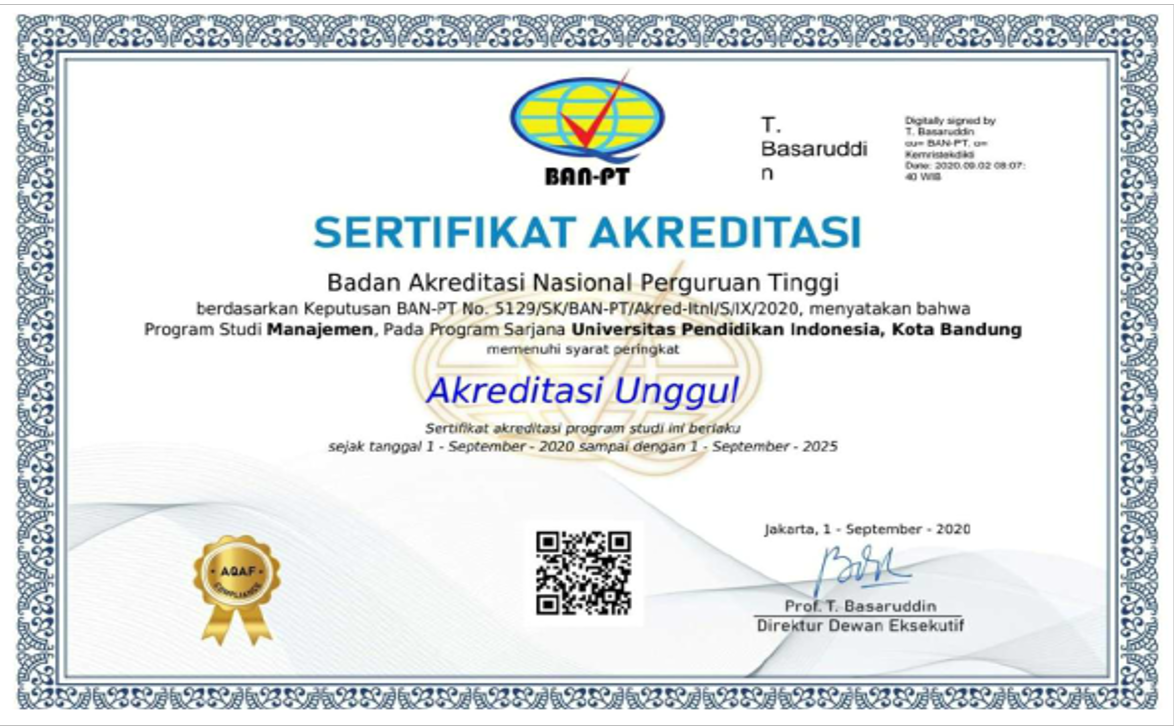 BAN-PT
T.
Basaruddi
n
Digitally signed by
T. Basaruddin
ou= BAN-PT, o=
Kemristekdikti
Date: 2020.09.02 08:07:
40 WIB
SERTIFIKAT AKREDITASI
Badan Akreditasi Nasional Perguruan Tinggi
berdasarkan Keputusan BAN-PT No. 5129/SK/BAN-PT/Akred-Itnl/S/IX/2020, menyatakan bahwa
Program Studi Manajemen, Pada Program Sarjana Universitas Pendidikan Indonesia, Kota Bandung
memenuhi syarat peringkat
Akreditasi Unggul
Sertifikat akreditasi program studi ini berlaku
sejak tanggal 1 - September - 2020 sampai dengan 1 - September - 2025
Jakarta, 1 - September - 2020
AQAF
COMPLIANCE
Prof. T. Basaruddin
Direktur Dewan Eksekutif